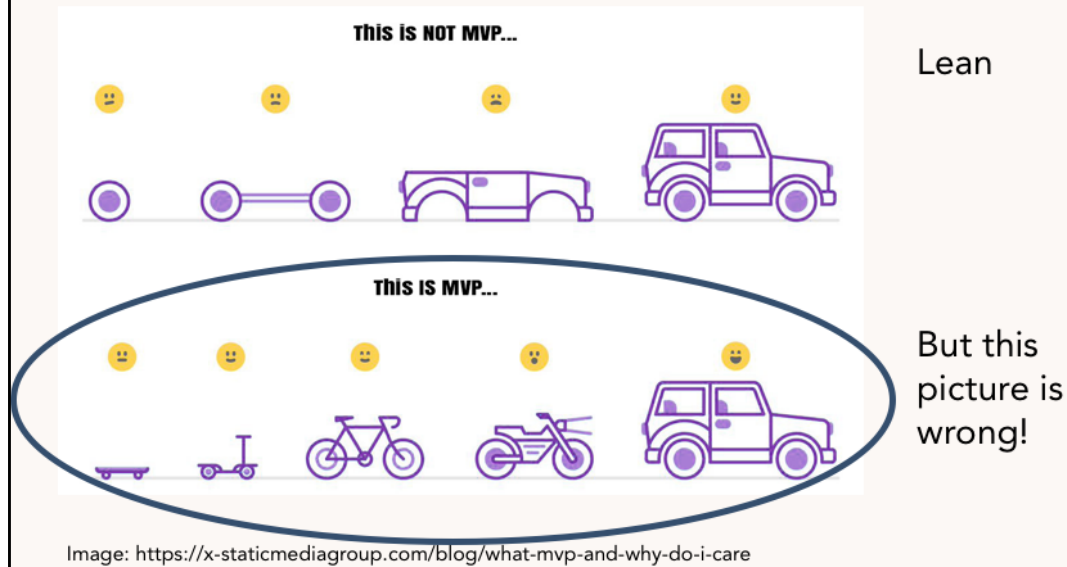 This is NOT MVP...
Lean
This IS MVP...
But this
picture is
wrong!
Image: https://x-staticmediagroup.com/blog/what-mvp-and-why-do-i-care